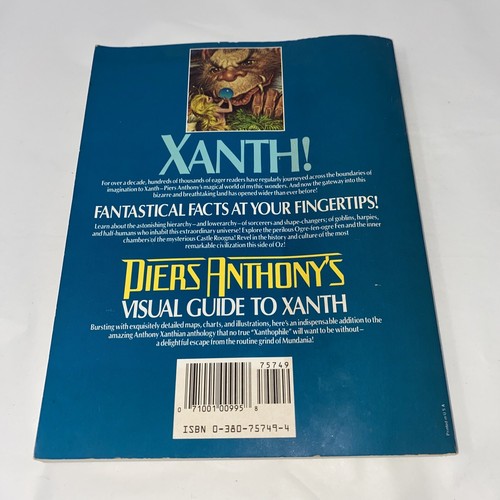 XANTH!
For over a decade, hundreds of thousands of eager readers have regularly journeyed across the boundaries of
imagination to Xanth–Piers Anthony's magical world of mythic wonders. And now the gateway into this
bizarre and breathtaking land has opened wider than ever before!
FANTASTICAL FACTS AT YOUR FINGERTIPS!
Learn about the astonishing hierarchy–and lowerarchy–of sorcerers and shape-changers; of goblins, harpies,
and half-humans who inhabit this extraordinary universe! Explore the perilous Ogre-fen-ogre Fen and the inner
chambers of the mysterious Castle Roogna! Revel in the history and culture of the most
remarkable civilization this side of Oz!
PIERS ANTHONY'S
VISUAL GUIDE TO XANTH
Bursting with exquisitely detailed maps, charts, and illustrations, here's an indispensable addition to the
amazing Anthony Xanthian anthology that no true "Xanthophile" will want to be without–
a delightful escape from the routine grind of Mundania!
75749
0 71001 00995 8
ISBN 0-380-75749-4
Printed in U.S.A.